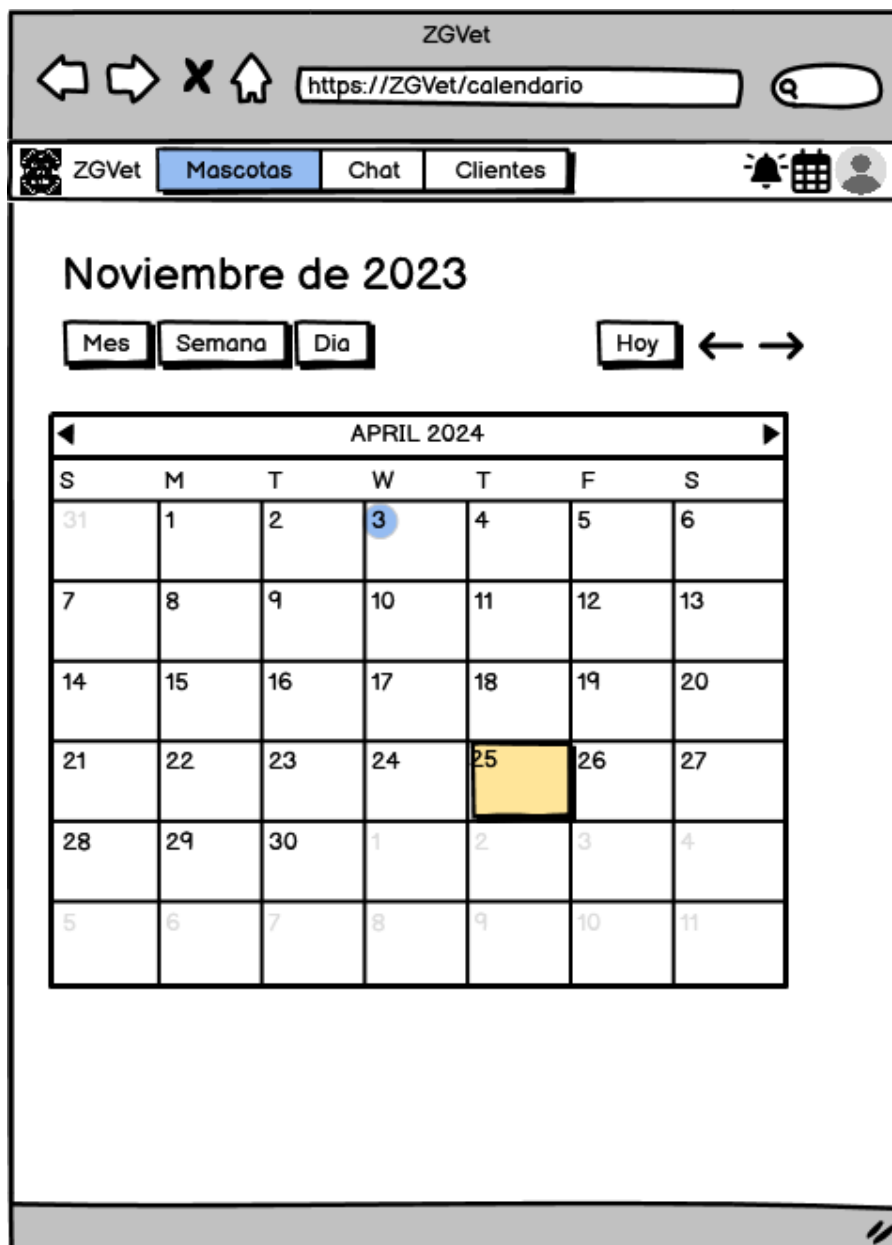 ZGVet
https://ZGVet/calendario
ZGVet Mascotas Chat Clientes
Noviembre de 2023
Mes Semana Dia Hoy
APRIL 2024
S M T W T F S
31 1 2 3 4 5 6
7 8 9 10 11 12 13
14 15 16 17 18 19 20
21 22 23 24 25 26 27
28 29 30 1 2 3 4
5 6 7 8 9 10 11